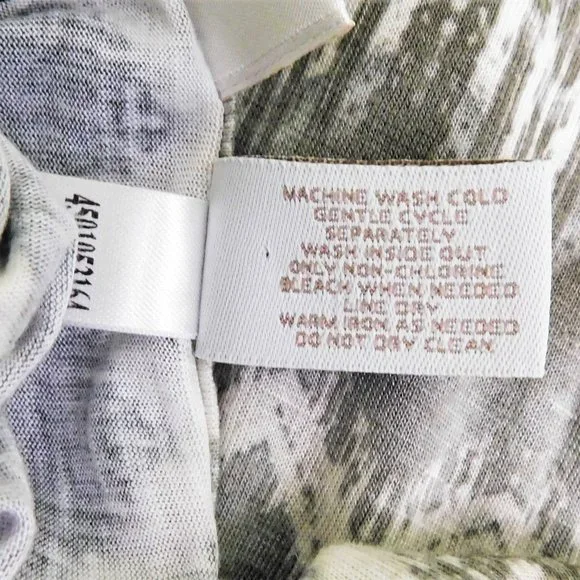 MACHINE WASH COLD
GENTLE CYCLE
SEPARATELY
WASH INSIDE OUT
ONLY NON-CHLORINE
BLEACH WHEN NEEDED
LINE DRY
WARM IRON AS NEEDED
DO NOT DRY CLEAN
4501052164